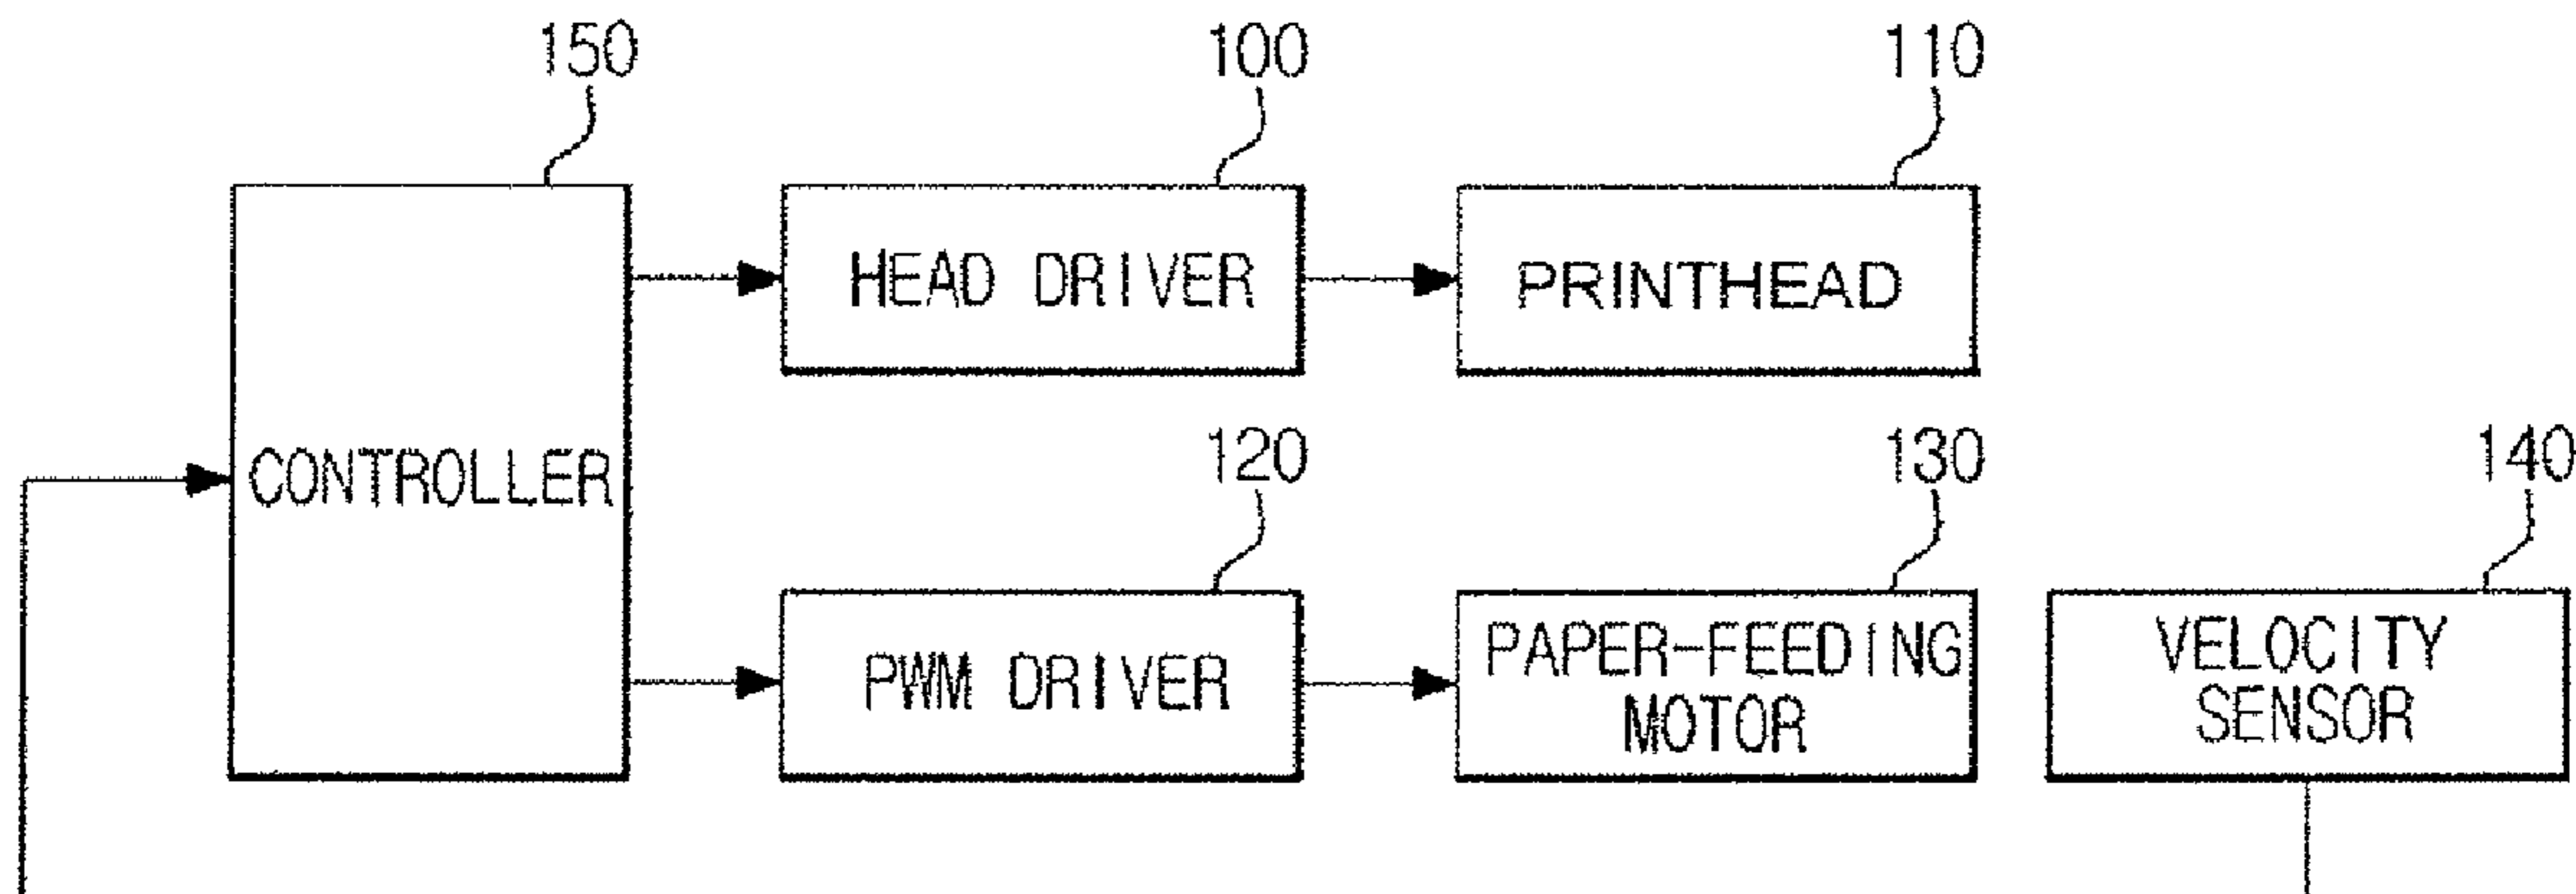 150
100
110
HEAD DRIVER
PRINTHEAD
CONTROLLER
120
130
140
PWM DRIVER
PAPER-FEEDING
MOTOR
VELOCITY
SENSOR